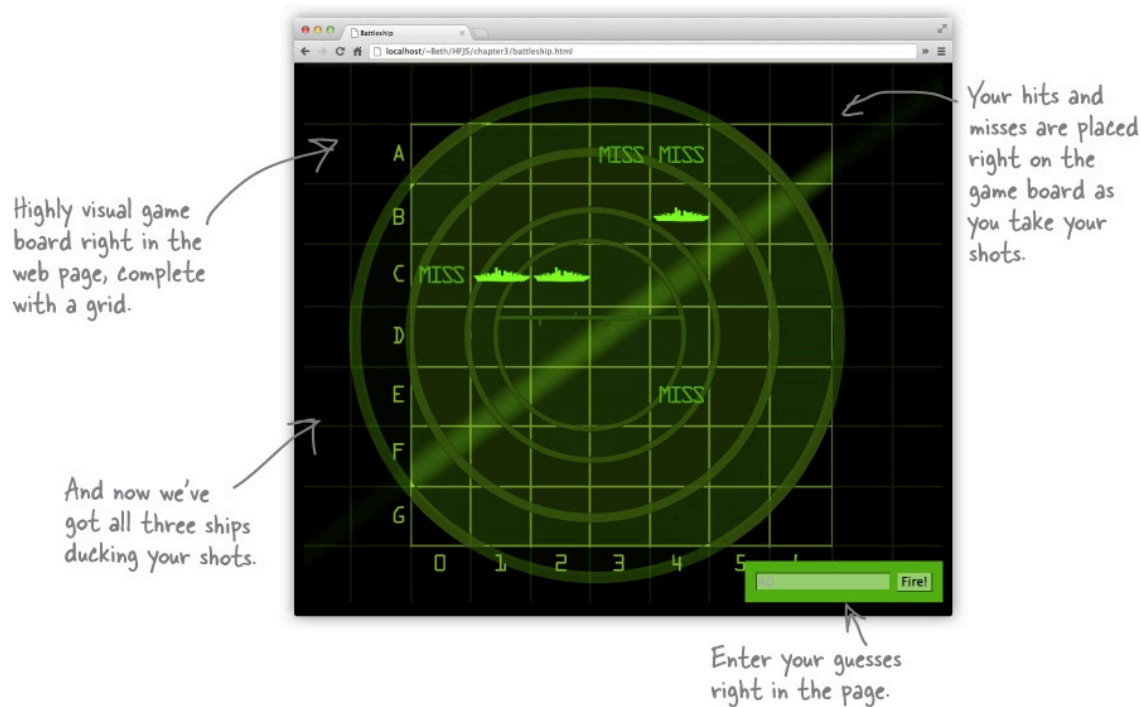 Battleship
localhost/~Beth/HFJS/chapter3/battleship.html
Your hits and
misses are placed
right on the
game board as
you take your
shots.
Highly visual game
board right in the
web page, complete
with a grid.
A
MISS MISS
B
C
MISS
D
E
MISS
F
G
And now we've
got all three ships
ducking your shots.
0 1 2 3 4 5
A0
Fire!
Enter your guesses
right in the page.